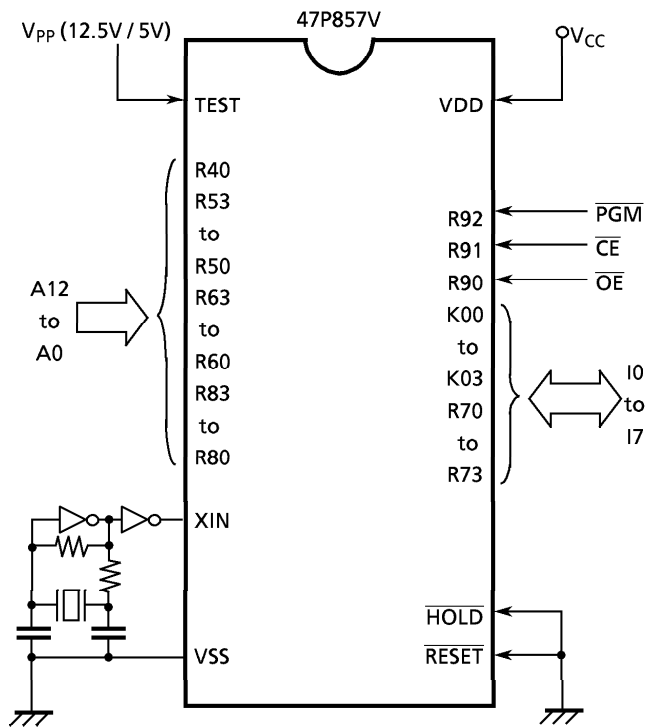 47P857V
VPP (12.5V / 5V)
VCC
TEST
VDD
R40
R53
to
R50
R63
to
R60
R83
to
R80
A12
to
A0
R92
R91
R90
PGM
CE
OE
K00
to
K03
R70
to
R73
I0
to
I7
XIN
VSS
HOLD
RESET